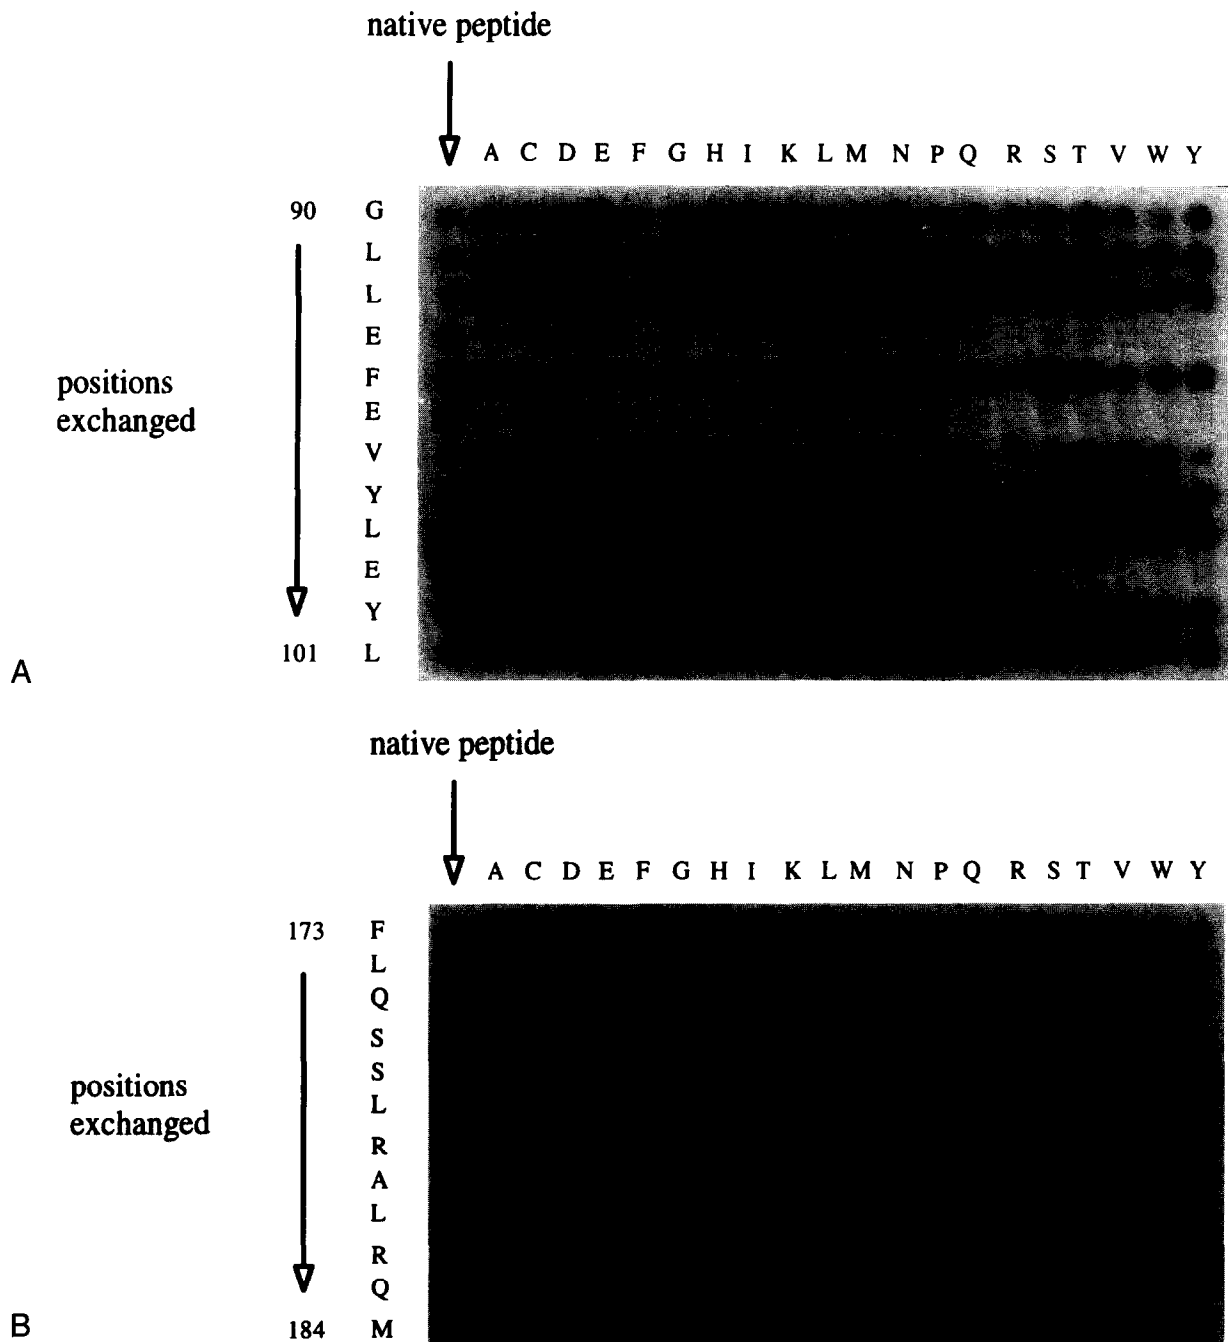 native peptide
A C D E F G H I K L M N P Q R S T V W Y
90 G
L
L
E
F
positions
exchanged
E
V
Y
L
E
Y
101 L
A
native peptide
A C D E F G H I K L M N P Q R S T V W Y
173 F
L
Q
S
S
L
positions
exchanged
R
A
L
R
Q
184 M
B